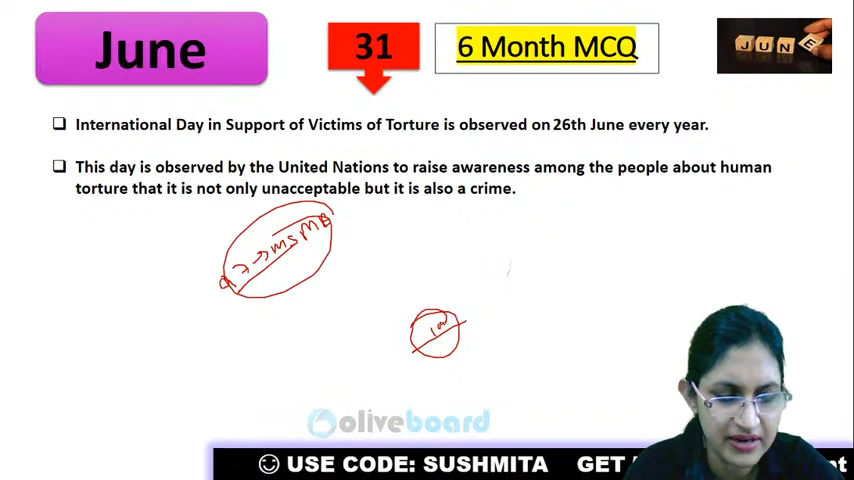 June
31
6 Month MCQ
JUNE
International Day in Support of Victims of Torture is observed on 26th June every year.
This day is observed by the United Nations to raise awareness among the people about human
torture that it is not only unacceptable but it is also a crime.
MSME
oliveboard
USE CODE: SUSHMITA GET